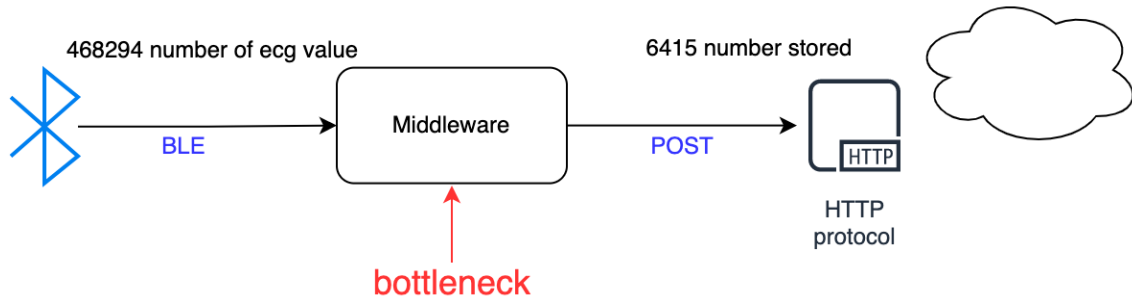 468294 number of ecg value
6415 number stored
Middleware
BLE
POST
HTTP
HTTP
protocol
bottleneck